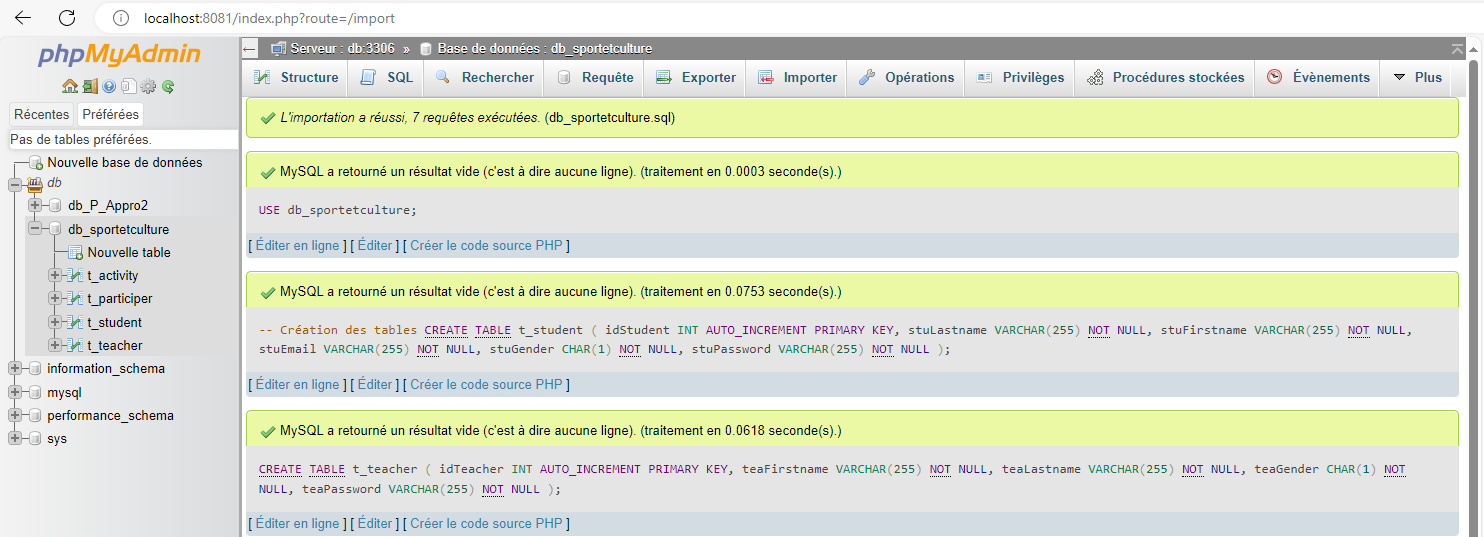 localhost:8081/index.php?route=/import
phpMyAdmin
Récentes
Préférées
Pas de tables préférées.
Nouvelle base de données
db
db_P_Appro2
db_sportetculture
Nouvelle table
t_activity
t_participer
t_student
t_teacher
information_schema
mysql
performance_schema
sys
Serveur : db:3306 » Base de données : db_sportetculture
Structure SQL Rechercher Requête Exporter Importer Opérations Privilèges Procédures stockées Évènements Plus
L'importation a réussi, 7 requêtes exécutées. (db_sportetculture.sql)
MySQL a retourné un résultat vide (c'est à dire aucune ligne). (traitement en 0.0003 seconde(s).)
USE db_sportetculture;
[ Éditer en ligne ] [ Éditer ] [ Créer le code source PHP ]
MySQL a retourné un résultat vide (c'est à dire aucune ligne). (traitement en 0.0753 seconde(s).)
-- Création des tables CREATE TABLE t_student ( idStudent INT AUTO_INCREMENT PRIMARY KEY, stuLastname VARCHAR(255) NOT NULL, stuFirstname VARCHAR(255) NOT NULL,
stuEmail VARCHAR(255) NOT NULL, stuGender CHAR(1) NOT NULL, stuPassword VARCHAR(255) NOT NULL );
[ Éditer en ligne ] [ Éditer ] [ Créer le code source PHP ]
MySQL a retourné un résultat vide (c'est à dire aucune ligne). (traitement en 0.0618 seconde(s).)
CREATE TABLE t_teacher ( idTeacher INT AUTO_INCREMENT PRIMARY KEY, teaFirstname VARCHAR(255) NOT NULL, teaLastname VARCHAR(255) NOT NULL, teaGender CHAR(1) NOT
NULL, teaPassword VARCHAR(255) NOT NULL );
[ Éditer en ligne ] [ Éditer ] [ Créer le code source PHP ]